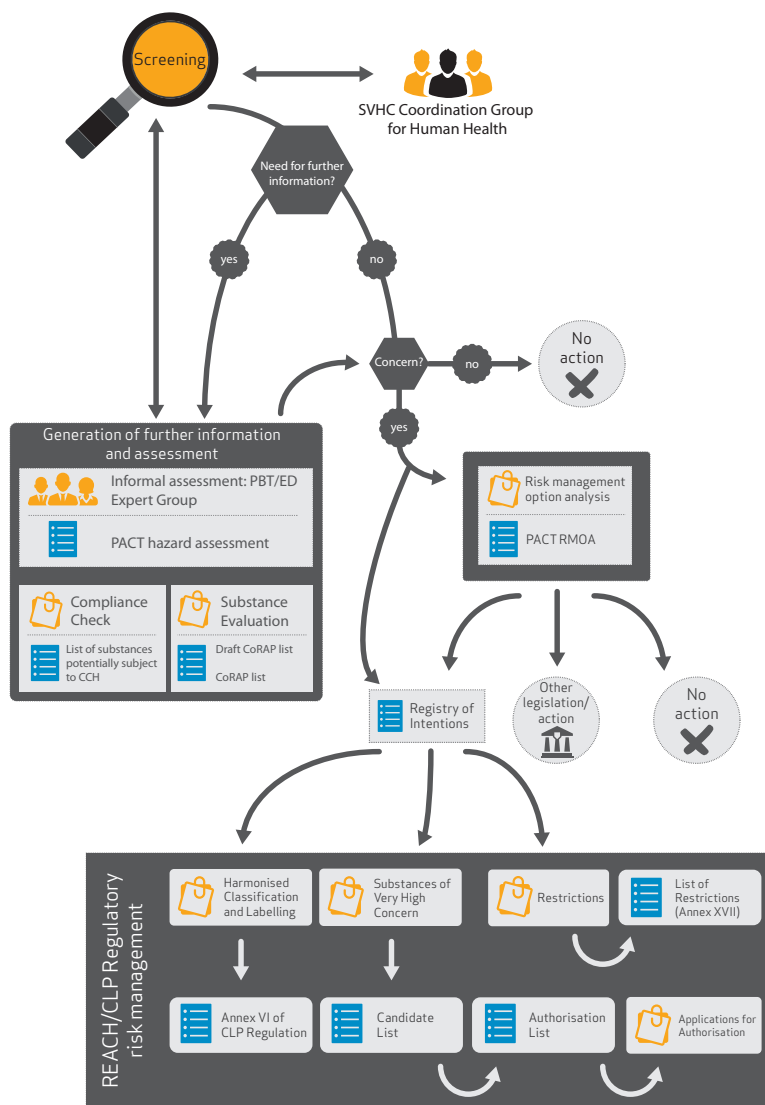 Screening
SVHC Coordination Group
for Human Health
Need for further
information?
yes
no
Concern?
no
No
action
yes
Generation of further information
and assessment
Informal assessment: PBT/ED
Expert Group
PACT hazard assessment
Compliance
Check
List of substances
potentially subject
to CCH
Substance
Evaluation
Draft CoRAP list
CoRAP list
Risk management
option analysis
PACT RMOA
Registry of
Intentions
Other
legislation/
action
No
action
REACH/CLP Regulatory
risk management
Harmonised
Classification
and Labelling
Substances of
Very High
Concern
Restrictions
List of
Restrictions
(Annex XVII)
Annex VI of
CLP Regulation
Candidate
List
Authorisation
List
Applications for
Authorisation